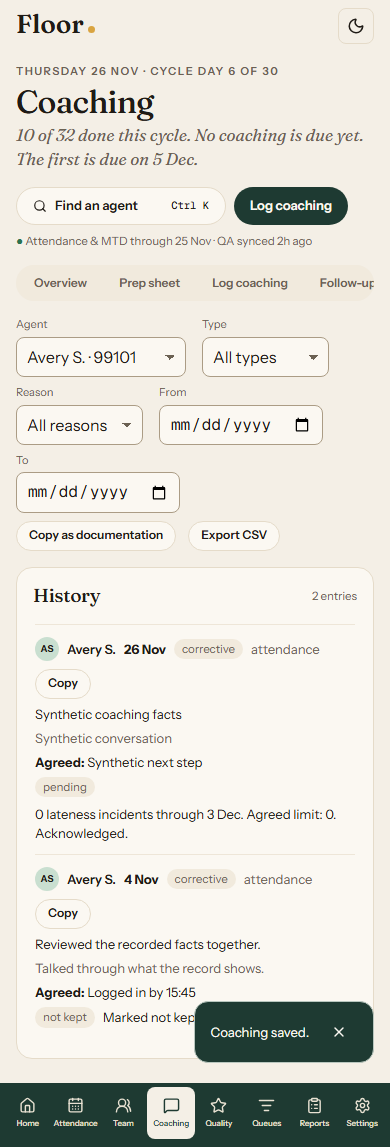 Floor
THURSDAY 26 NOV · CYCLE DAY 6 OF 30
Coaching
10 of 32 done this cycle. No coaching is due yet.
The first is due on 5 Dec.
Find an agent Ctrl K Log coaching
Attendance & MTD through 25 Nov · QA synced 2h ago
Overview Prep sheet Log coaching Follow-up
Agent Type
Avery S. · 99101 All types
Reason From
All reasons mm/dd/yyyy
To
mm/dd/yyyy
Copy as documentation Export CSV
History 2 entries
AS Avery S. 26 Nov corrective attendance
Copy
Synthetic coaching facts
Synthetic conversation
Agreed: Synthetic next step
pending
0 lateness incidents through 3 Dec. Agreed limit: 0.
Acknowledged.
AS Avery S. 4 Nov corrective attendance
Copy
Reviewed the recorded facts together.
Talked through what the record shows.
Agreed: Logged in by 15:45
not kept Marked not kep
Coaching saved.
Home Attendance Team Coaching Quality Queues Reports Settings